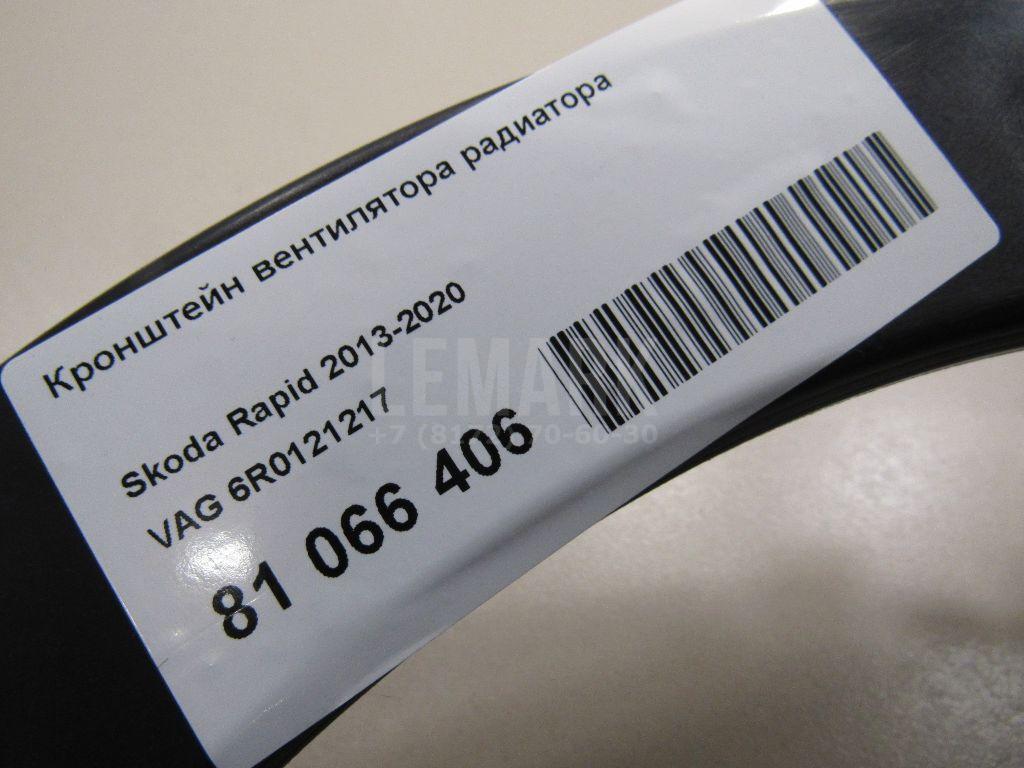 Кронштейн вентилятора радиатора
Skoda Rapid 2013-2020
VAG 6R0121217
81 066 406